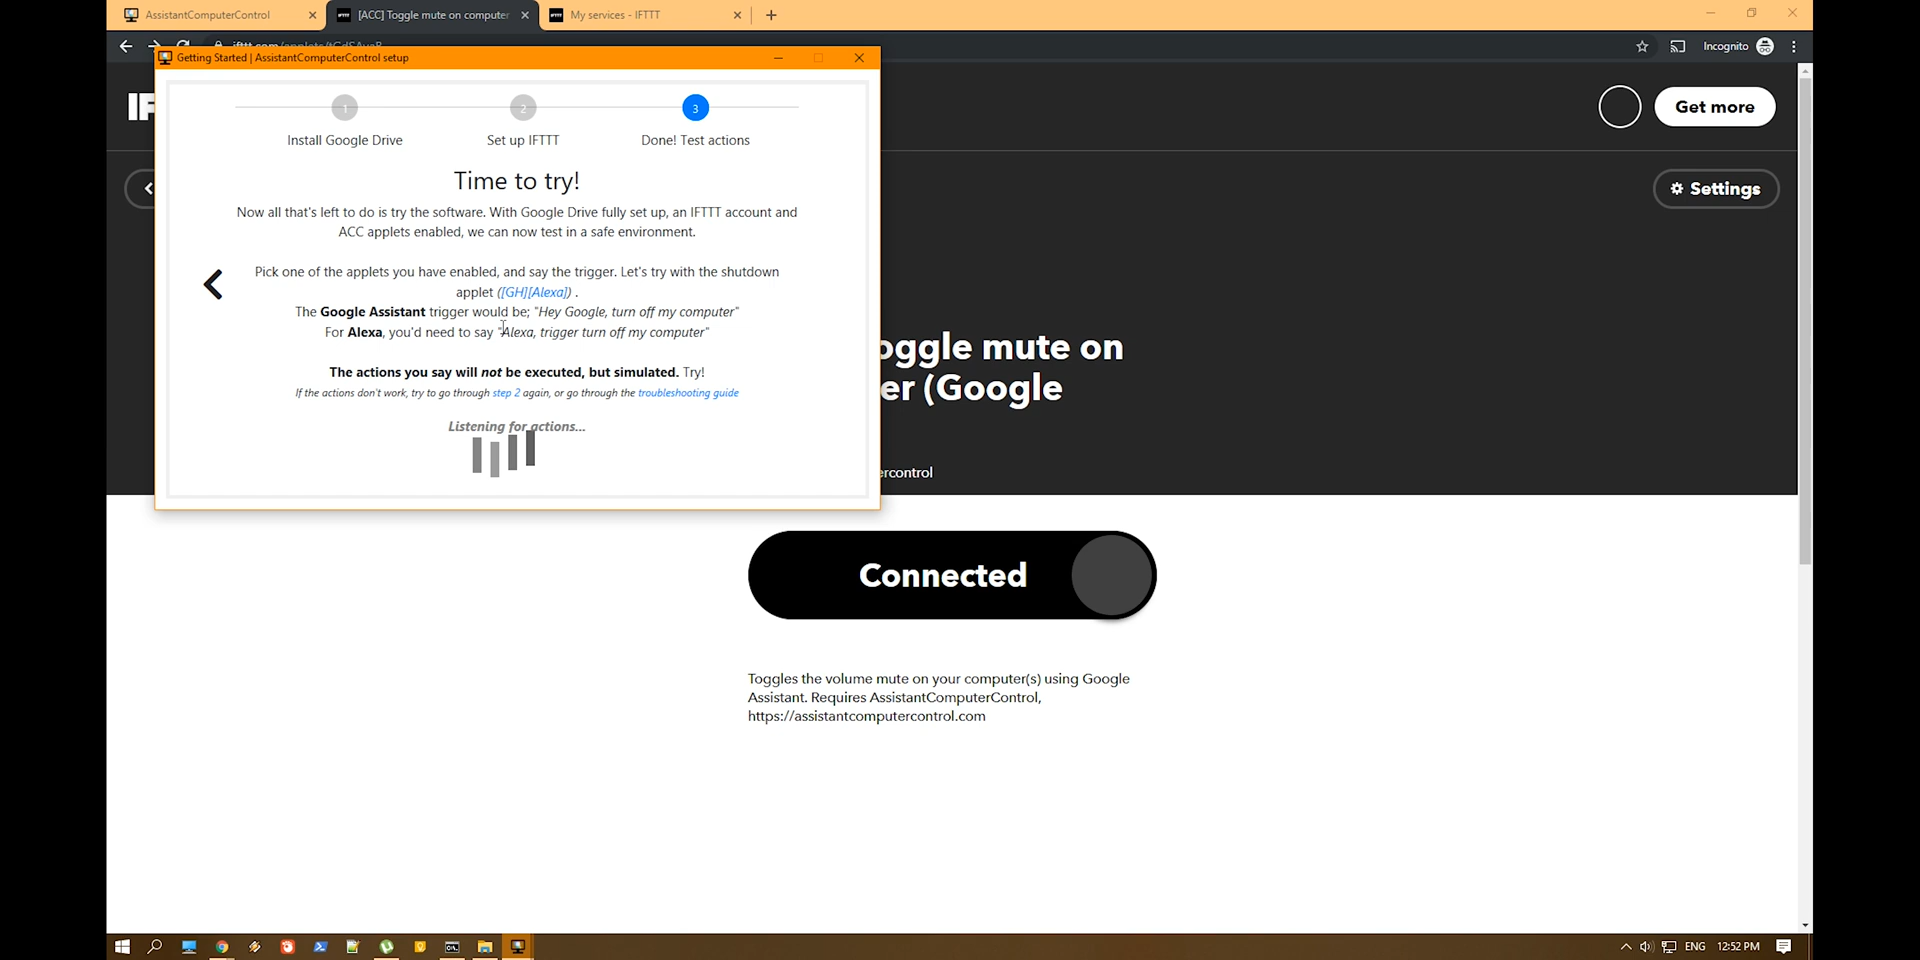 AssistantComputerControl
[ACC] Toggle mute on computer
My services - IFTTT
Incognito
Getting Started | AssistantComputerControl setup
IF
Get more
1
2
3
Install Google Drive
Set up IFTTT
Done! Test actions
Time to try!
Settings
Now all that's left to do is try the software. With Google Drive fully set up, an IFTTT account and
ACC applets enabled, we can now test in a safe environment.
Pick one of the applets you have enabled, and say the trigger. Let's try with the shutdown
applet ([GH][Alexa]) .
The Google Assistant trigger would be; "Hey Google, turn off my computer"
For Alexa, you'd need to say "Alexa, trigger turn off my computer"
The actions you say will not be executed, but simulated. Try!
If the actions don't work, try to go through step 2 again, or go through the troubleshooting guide
Listening for actions...
oggle mute on
er (Google
ercontrol
Connected
Toggles the volume mute on your computer(s) using Google
Assistant. Requires AssistantComputerControl,
https://assistantcomputercontrol.com
ENG
12:52 PM